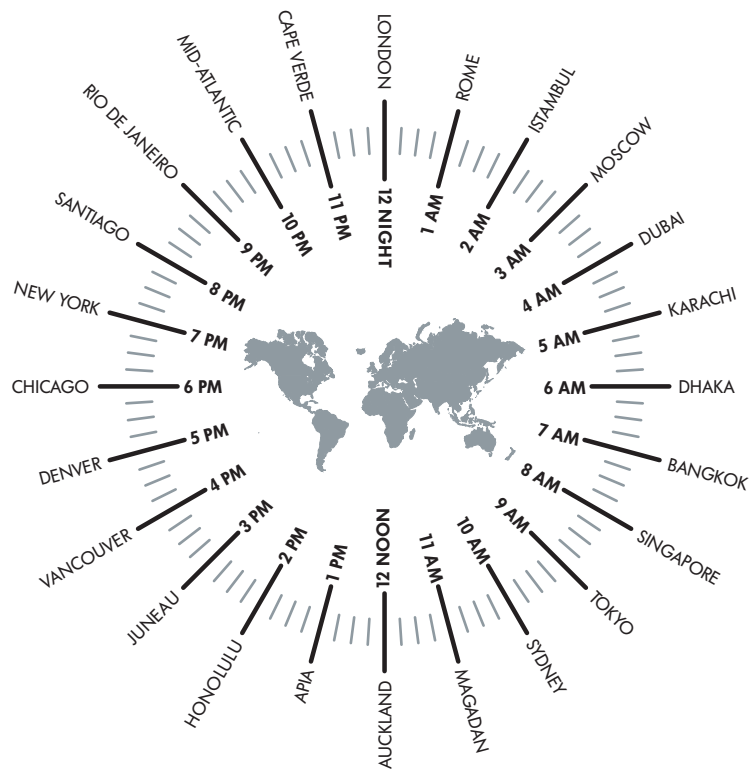 LONDON
12 NIGHT
ROME
1 AM
ISTAMBUL
2 AM
MOSCOW
3 AM
DUBAI
4 AM
KARACHI
5 AM
DHAKA
6 AM
BANGKOK
7 AM
SINGAPORE
8 AM
TOKYO
9 AM
SYDNEY
10 AM
MAGADAN
11 AM
AUCKLAND
12 NOON
APIA
1 PM
HONOLULU
2 PM
JUNEAU
3 PM
VANCOUVER
4 PM
DENVER
5 PM
CHICAGO
6 PM
NEW YORK
7 PM
SANTIAGO
8 PM
RIO DE JANEIRO
9 PM
MID-ATLANTIC
10 PM
CAPE VERDE
11 PM